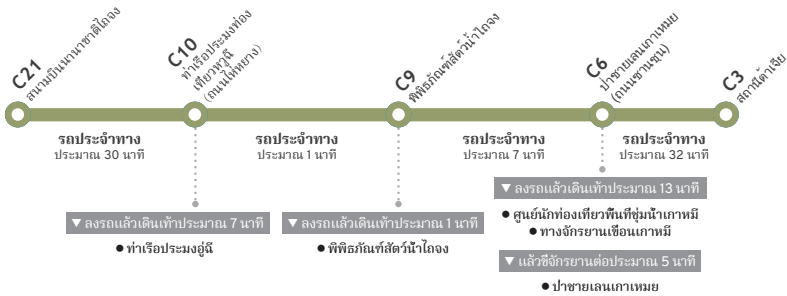 C21
สนามบินนานาชาติไถจง
C10
ท่าเรือประมงท่อง
เที่ยวหวูฉี
(ถนนไห่หยาง)
C9
พิพิธภัณฑ์สัตว์น้ำไถจง
C6
ป่าชายเลนเกาเหมย
(ถนนซานซุน)
C3
สถานีต้าเจีย
รถประจำทาง
ประมาณ 30 นาที
รถประจำทาง
ประมาณ 1 นาที
รถประจำทาง
ประมาณ 7 นาที
รถประจำทาง
ประมาณ 32 นาที
▼ ลงรถแล้วเดินเท้าประมาณ 7 นาที
● ท่าเรือประมงอู่ฉี
▼ ลงรถแล้วเดินเท้าประมาณ 1 นาที
● พิพิธภัณฑ์สัตว์น้ำไถจง
▼ ลงรถแล้วเดินเท้าประมาณ 13 นาที
● ศูนย์นักท่องเที่ยวพื้นที่ชุ่มน้ำเกาหมี
● ทางจักรยานเขื่อนเกาหมี
▼ แล้วขี่จักรยานต่อประมาณ 5 นาที
● ป่าชายเลนเกาเหมย